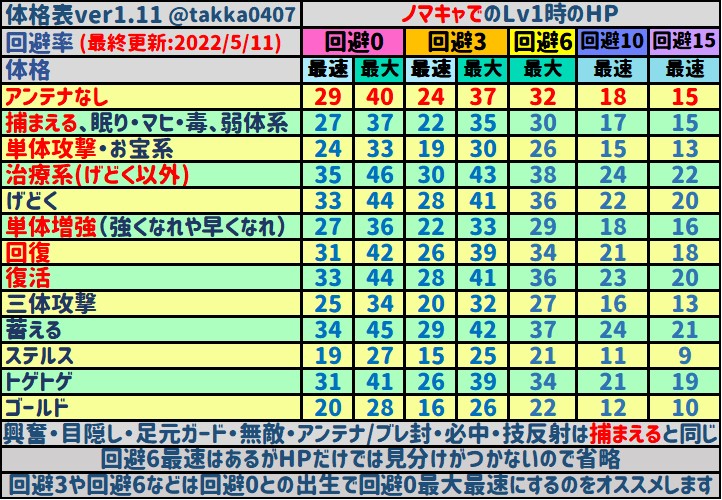 体格表ver1.11 @takka0407 ノマキャでのLv1時のHP
回避率 (最終更新:2022/5/11) 回避0 回避3 回避6 回避10 回避15
体格 最速 最大 最速 最大 最大 最速 最速
アンテナなし 29 40 24 37 32 18 15
捕まえる、眠り・マヒ・毒、弱体系 27 37 22 35 30 17 15
単体攻撃・お宝系 24 33 19 30 26 15 13
治療系(げどく以外) 35 46 30 43 38 24 22
げどく 33 44 28 41 36 22 20
単体増強(強くなれや早くなれ) 27 36 22 33 29 18 16
回復 31 42 26 39 34 21 18
復活 33 44 28 41 36 23 20
三体攻撃 25 34 20 32 27 16 13
蓄える 34 45 29 42 37 24 21
ステルス 19 27 15 25 21 11 9
トゲトゲ 31 41 26 39 34 21 19
ゴールド 20 28 16 26 22 12 10
興奮・目隠し・足元ガード・無敵・アンテナ/ブレ封・必中・技反射は捕まえると同じ
回避6最速はあるがHPだけでは見分けがつかないので省略
回避3や回避6などは回避0との出生で回避0最大最速にするのをオススメします